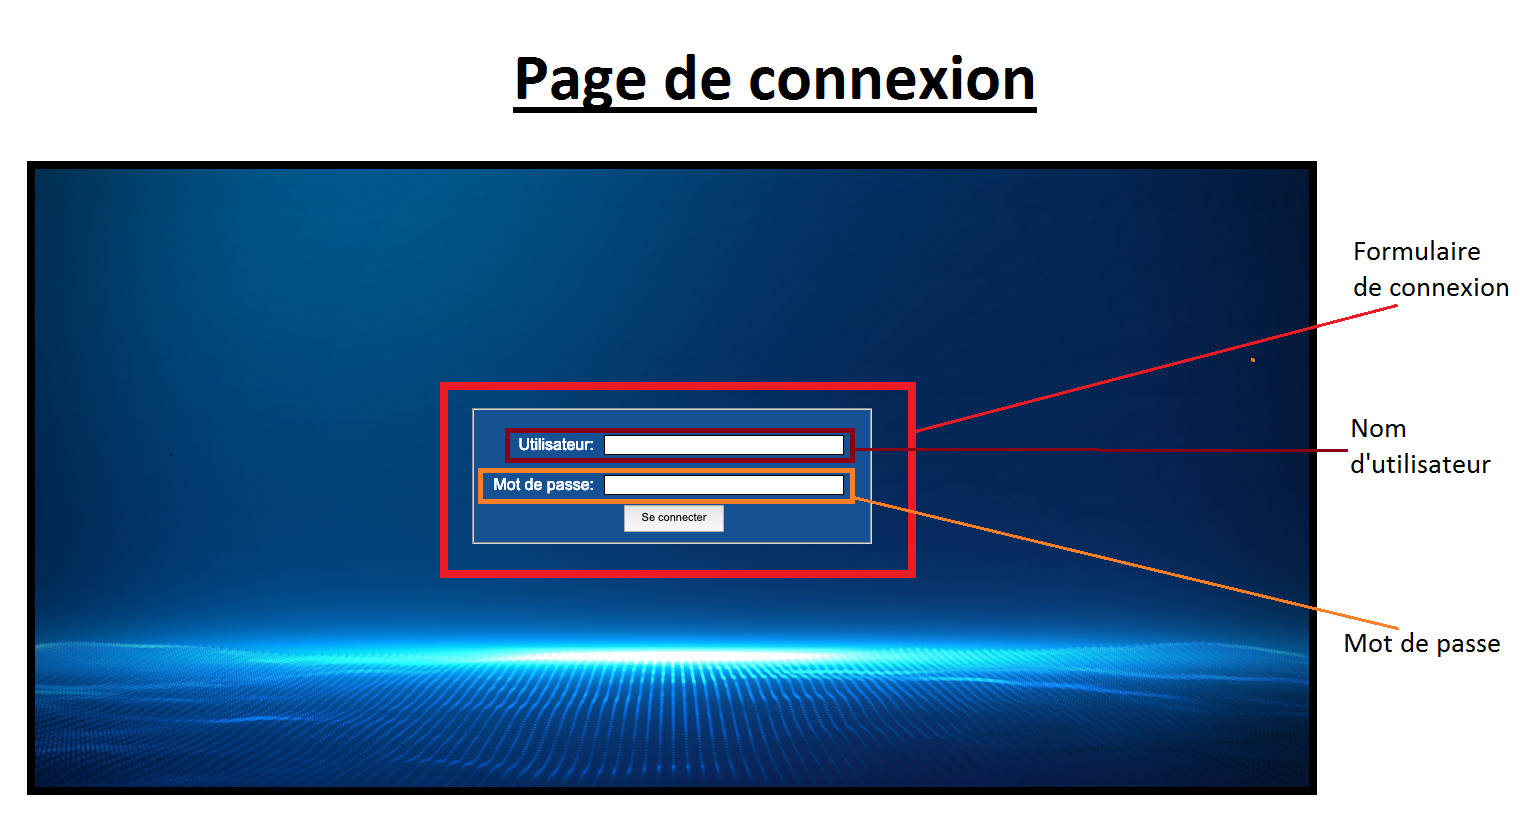 Page de connexion
Formulaire
de connexion
Utilisateur:
Nom
d'utilisateur
Mot de passe:
Se connecter
Mot de passe